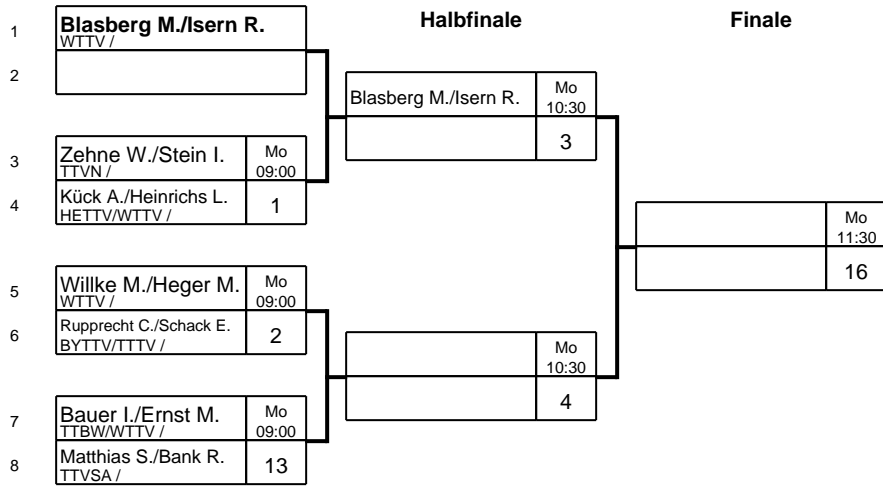 Halbfinale
Finale
1
Blasberg M./Isern R.
WTTV /
2
Blasberg M./Isern R.
Mo
10:30
3
3
Zehne W./Stein I.
TTVN /
Mo
09:00
4
Kück A./Heinrichs L.
HETTV/WTTV /
1
Mo
11:30
16
5
Willke M./Heger M.
WTTV /
Mo
09:00
6
Rupprecht C./Schack E.
BYTTV/TTTV /
2
Mo
10:30
4
7
Bauer I./Ernst M.
TTBW/WTTV /
Mo
09:00
8
Matthias S./Bank R.
TTVSA /
13